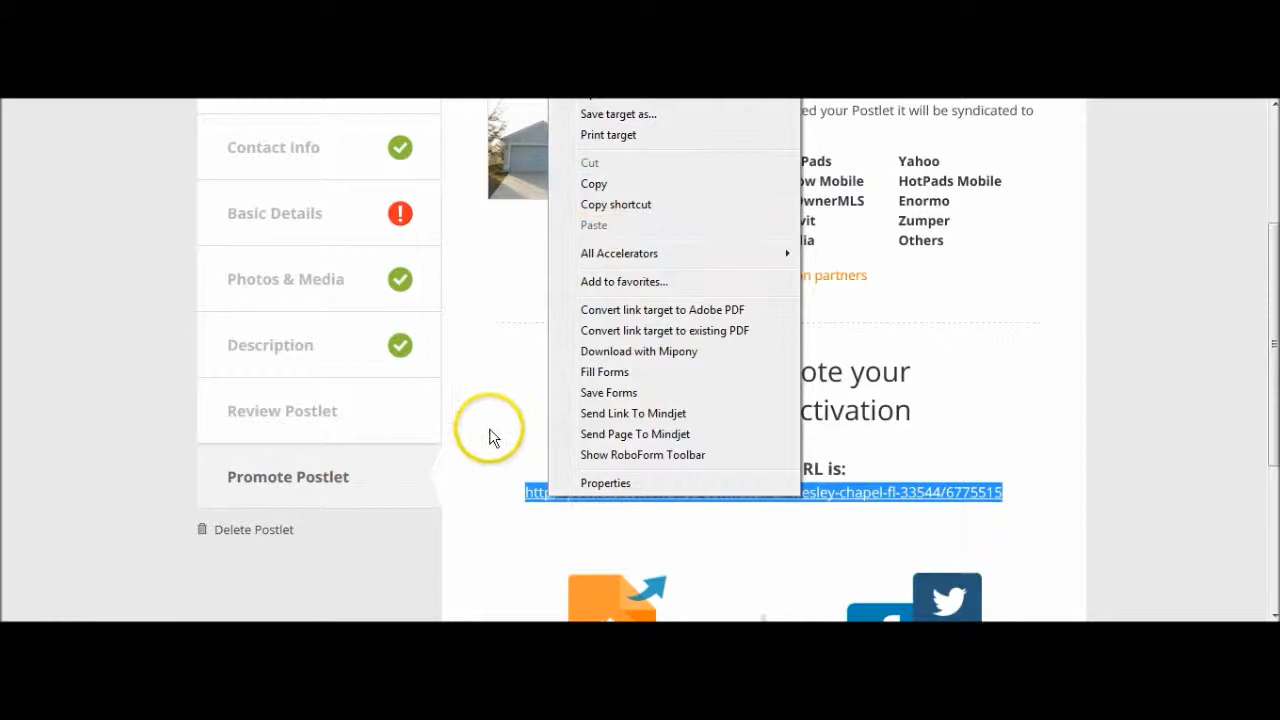 Contact Info
Basic Details
Photos & Media
Description
Review Postlet
Promote Postlet
Delete Postlet
Save target as...
Print target
Cut
Copy
Copy shortcut
Paste
All Accelerators
Add to favorites...
Convert link target to Adobe PDF
Convert link target to existing PDF
Download with Mipony
Fill Forms
Save Forms
Send Link To Mindjet
Send Page To Mindjet
Show RoboForm Toolbar
Properties
ed your Postlet it will be syndicated to
Pads Yahoo
ow Mobile HotPads Mobile
OwnerMLS Enormo
vit Zumper
lia Others
n partners
ote your
ctivation
RL is:
http esley-chapel-fl-33544/6775515